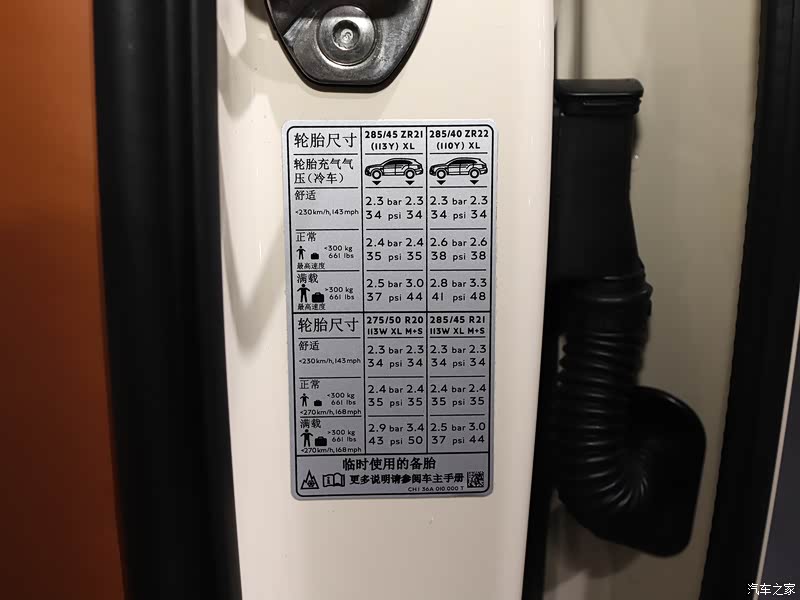 轮胎尺寸 285/45 ZR21 (113Y) XL 285/40 ZR22 (110Y) XL
轮胎充气气压(冷车)
舒适
<230km/h,143mph 2.3 bar 2.3 2.3 bar 2.3
34 psi 34 34 psi 34
正常
<300 kg 661 lbs 2.4 bar 2.4 2.6 bar 2.6
最高速度 35 psi 35 38 psi 38
满载
>300 kg 661 lbs 2.5 bar 3.0 2.8 bar 3.3
最高速度 37 psi 44 41 psi 48
轮胎尺寸 275/50 R20 113W XL M+S 285/45 R21 113W XL M+S
舒适
<230km/h,143mph 2.3 bar 2.3 2.3 bar 2.3
34 psi 34 34 psi 34
正常
<300 kg 661 lbs 2.4 bar 2.4 2.4 bar 2.4
<270km/h,168mph 35 psi 35 35 psi 35
满载
>300 kg 661 lbs 2.9 bar 3.4 2.5 bar 3.0
<270km/h,168mph 43 psi 50 37 psi 44
临时使用的备胎
更多说明请参阅车主手册
CH1 36A 010 000 T
汽车之家